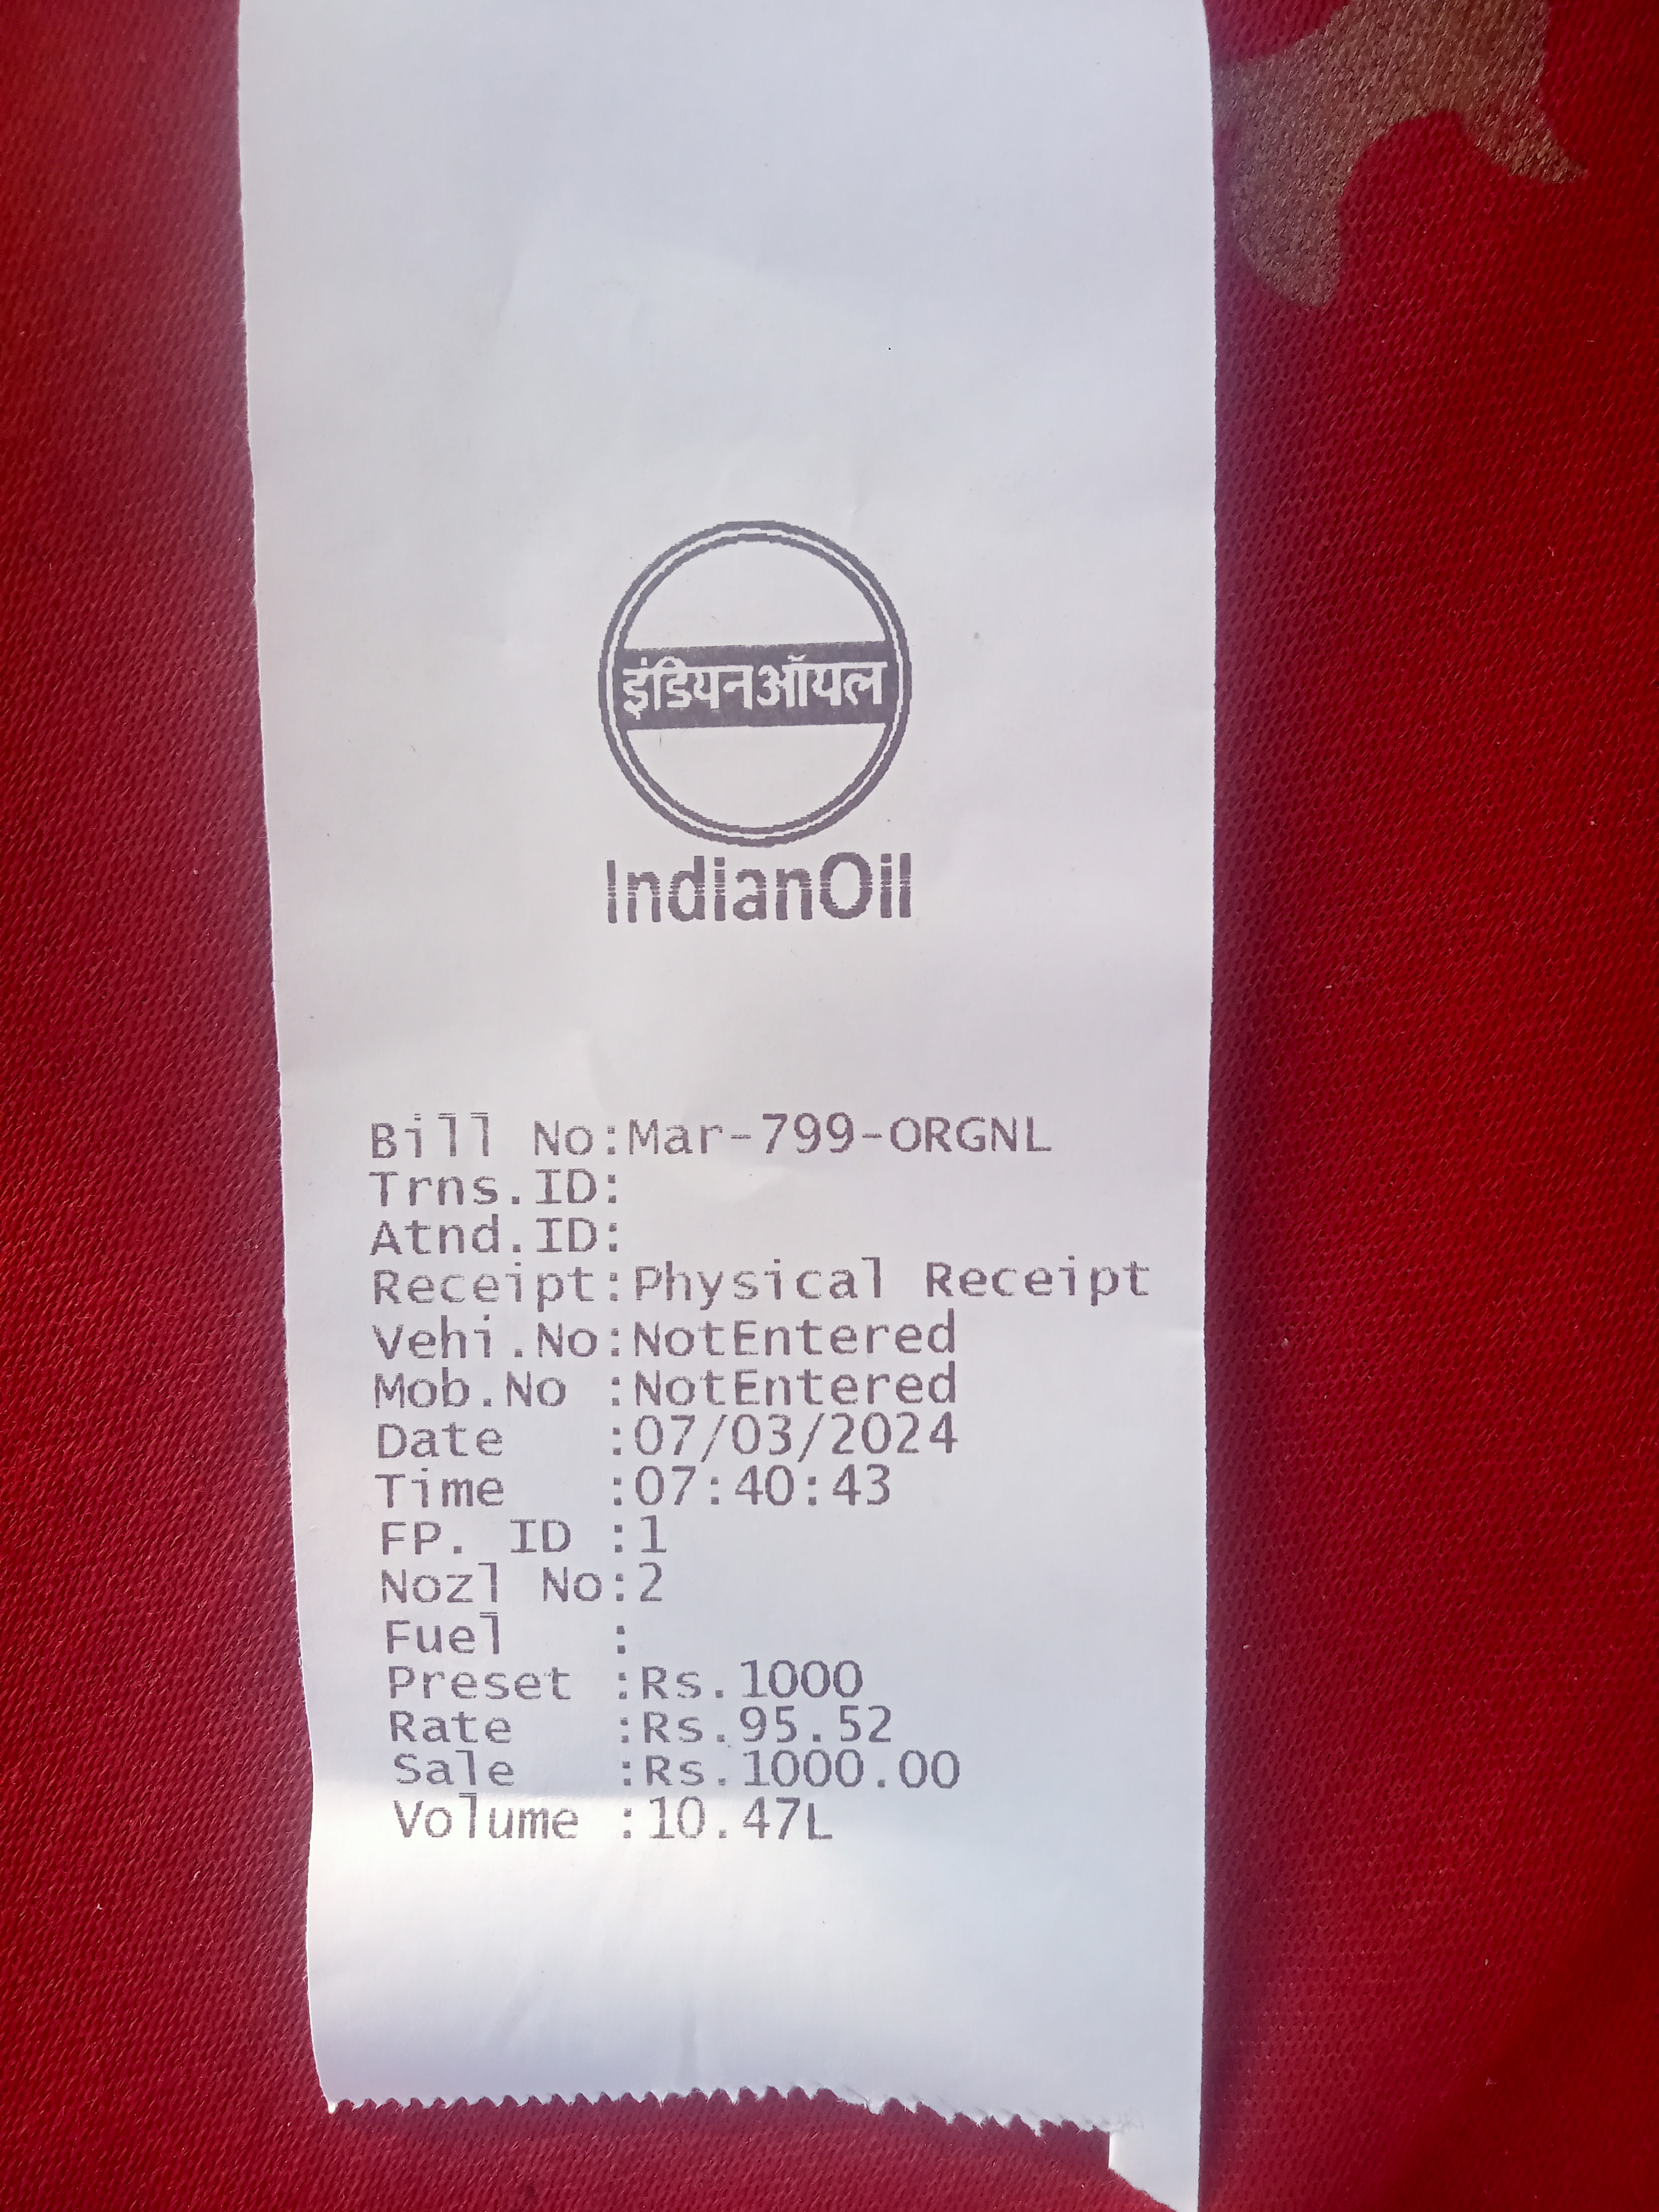 इंडियनऑयल
IndianOil
Bill No:Mar-799-ORGNL
Trns.ID:
Atnd.ID:
Receipt:Physical Receipt
Vehi.No:NotEntered
Mob.No :NotEntered
Date :07/03/2024
Time :07:40:43
FP. ID :1
Nozl No:2
Fuel :
Preset :Rs.1000
Rate :Rs.95.52
Sale :Rs.1000.00
Volume :10.47L